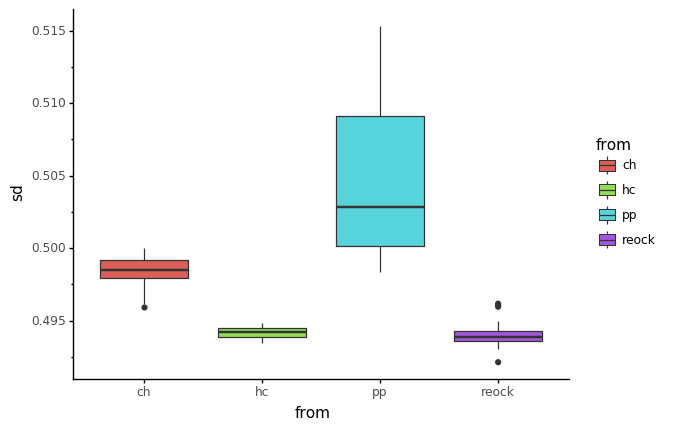 0.515
0.510
0.505
0.500
0.495
sd
ch hc pp reock
from
from
ch
hc
pp
reock